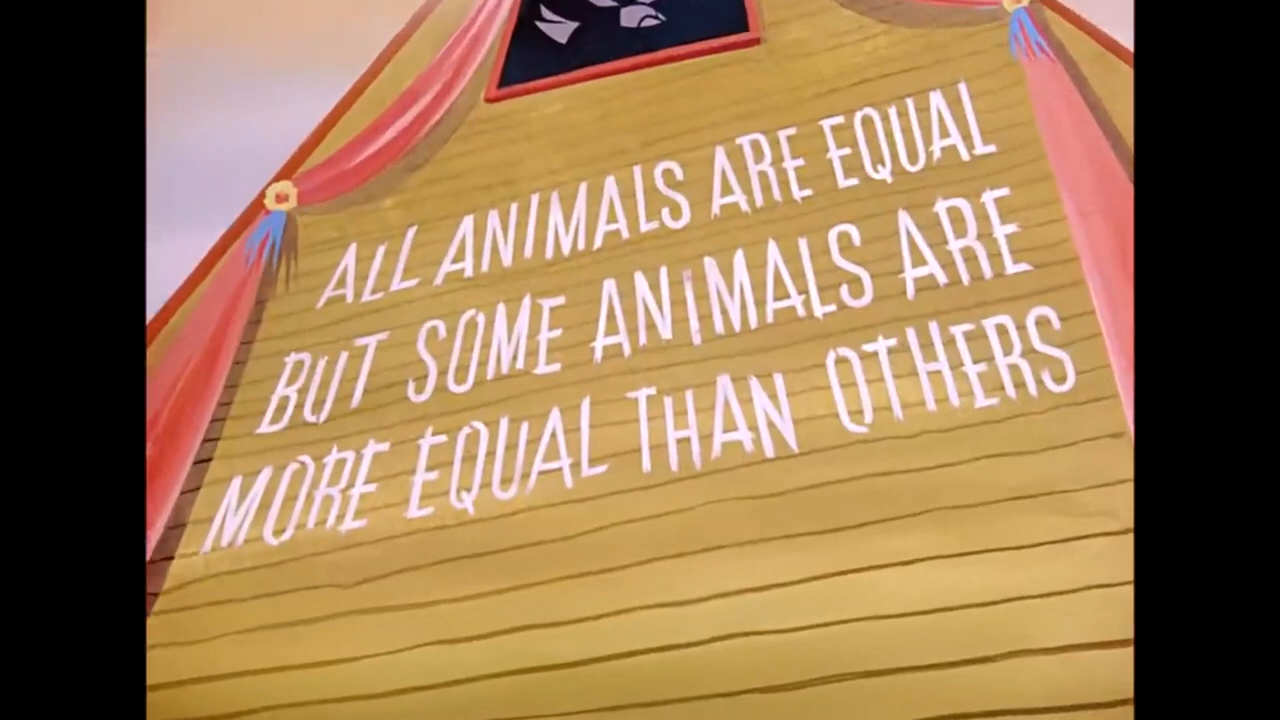 ALL ANIMALS ARE EQUAL
BUT SOME ANIMALS ARE
MORE EQUAL THAN OTHERS